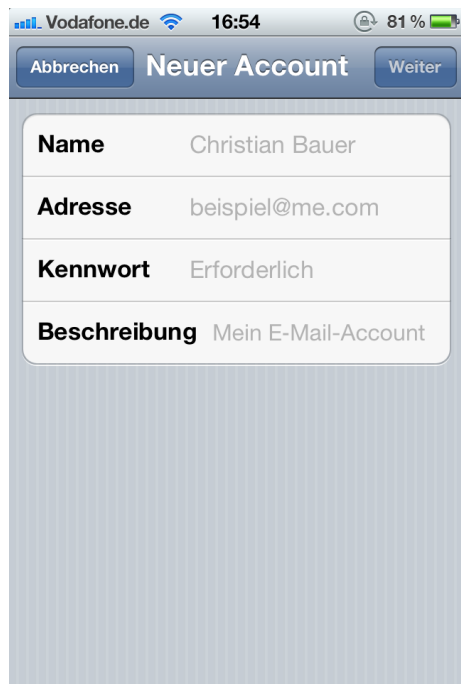 Vodafone.de 16:54 81 %
Abbrechen Neuer Account Weiter
Name Christian Bauer
Adresse beispiel@me.com
Kennwort Erforderlich
Beschreibung Mein E-Mail-Account